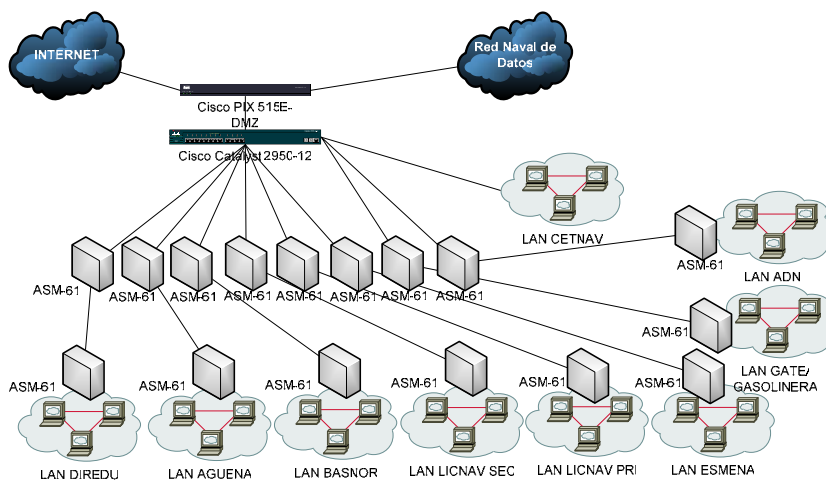 INTERNET
Red Naval de
Datos
Cisco PIX 515E-
DMZ
Cisco Catalyst 2950-12
LAN CETNAV
ASM-61
LAN ADN
ASM-61
ASM-61
ASM-61
ASM-61
ASM-61
ASM-61
ASM-61
ASM-61
ASM-61
LAN GATE/
GASOLINERA
ASM-61
ASM-61
ASM-61
ASM-61
ASM-61
ASM-61
LAN DIREDU
LAN AGUENA
LAN BASNOR
LAN LICNAV SEC
LAN LICNAV PRI
LAN ESMENA